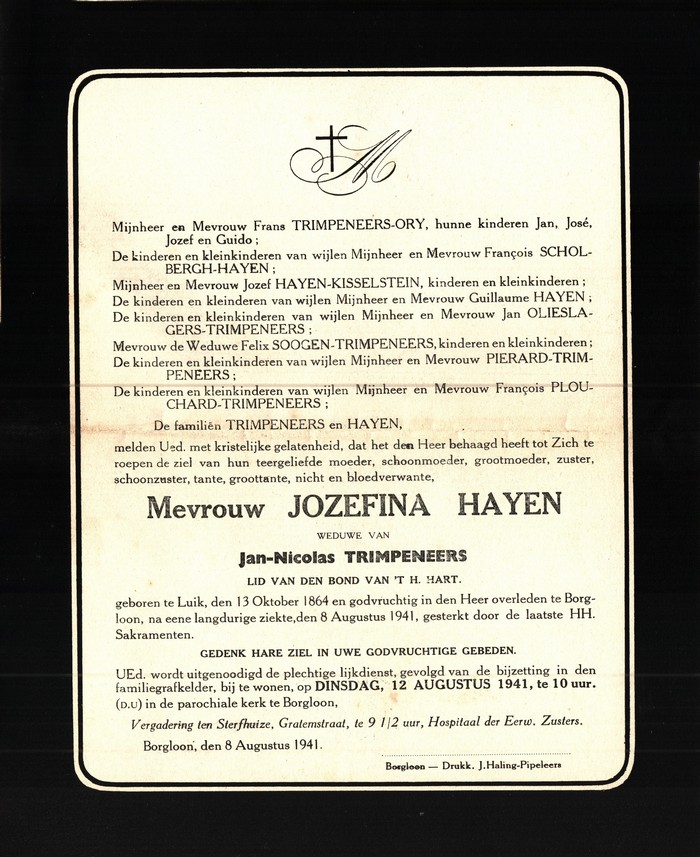 M
Mijnheer en Mevrouw Frans TRIMPENEERS-ORY, hunne kinderen Jan, José,
Jozef en Guido ;
De kinderen en kleinkinderen van wijlen Mijnheer en Mevrouw François SCHOL-
BERGH-HAYEN ;
Mijnheer en Mevrouw Jozef HAYEN-KISSELSTEIN, kinderen en kleinkinderen ;
De kinderen en kleinderen van wijlen Mijnheer en Mevrouw Guillaume HAYEN ;
De kinderen en kleinkinderen van wijlen Mijnheer en Mevrouw Jan OLIESLA-
GERS-TRIMPENEERS ;
Mevrouw de Weduwe Felix SOOGEN-TRIMPENEERS, kinderen en kleinkinderen ;
De kinderen en kleinkinderen van wijlen Mijnheer en Mevrouw PIERARD-TRIM-
PENEERS ;
De kinderen en kleinkinderen van wijlen Mijnheer en Mevrouw François PLOU-
CHARD-TRIMPENEERS ;
De familiën TRIMPENEERS en HAYEN,
melden Ued. met kristelijke gelatenheid, dat het den Heer behaagd heeft tot Zich te
roepen de ziel van hun teergeliefde moeder, schoonmoeder, grootmoeder, zuster,
schoonzuster, tante, groottante, nicht en bloedverwante,
Mevrouw JOZEFINA HAYEN
WEDUWE VAN
Jan-Nicolas TRIMPENEERS
LID VAN DEN BOND VAN 'T H. HART.
geboren te Luik, den 13 Oktober 1864 en godvruchtig in den Heer overleden te Borg-
loon, na eene langdurige ziekte,den 8 Augustus 1941, gesterkt door de laatste HH.
Sakramenten.
GEDENK HARE ZIEL IN UWE GODVRUCHTIGE GEBEDEN.
UEd. wordt uitgenoodigd de plechtige lijkdienst, gevolgd van de bijzetting in den
familiegrafkelder, bij te wonen, op DINSDAG, 12 AUGUSTUS 1941, te 10 uur.
(D.U) in de parochiale kerk te Borgloon,
Vergadering ten Sterfhuize, Gratemstraat, te 9 1/2 uur, Hospitaal der Eerw. Zusters.
Borgloon, den 8 Augustus 1941.
Borgloon — Drukk. J.Haling-Pipeleers